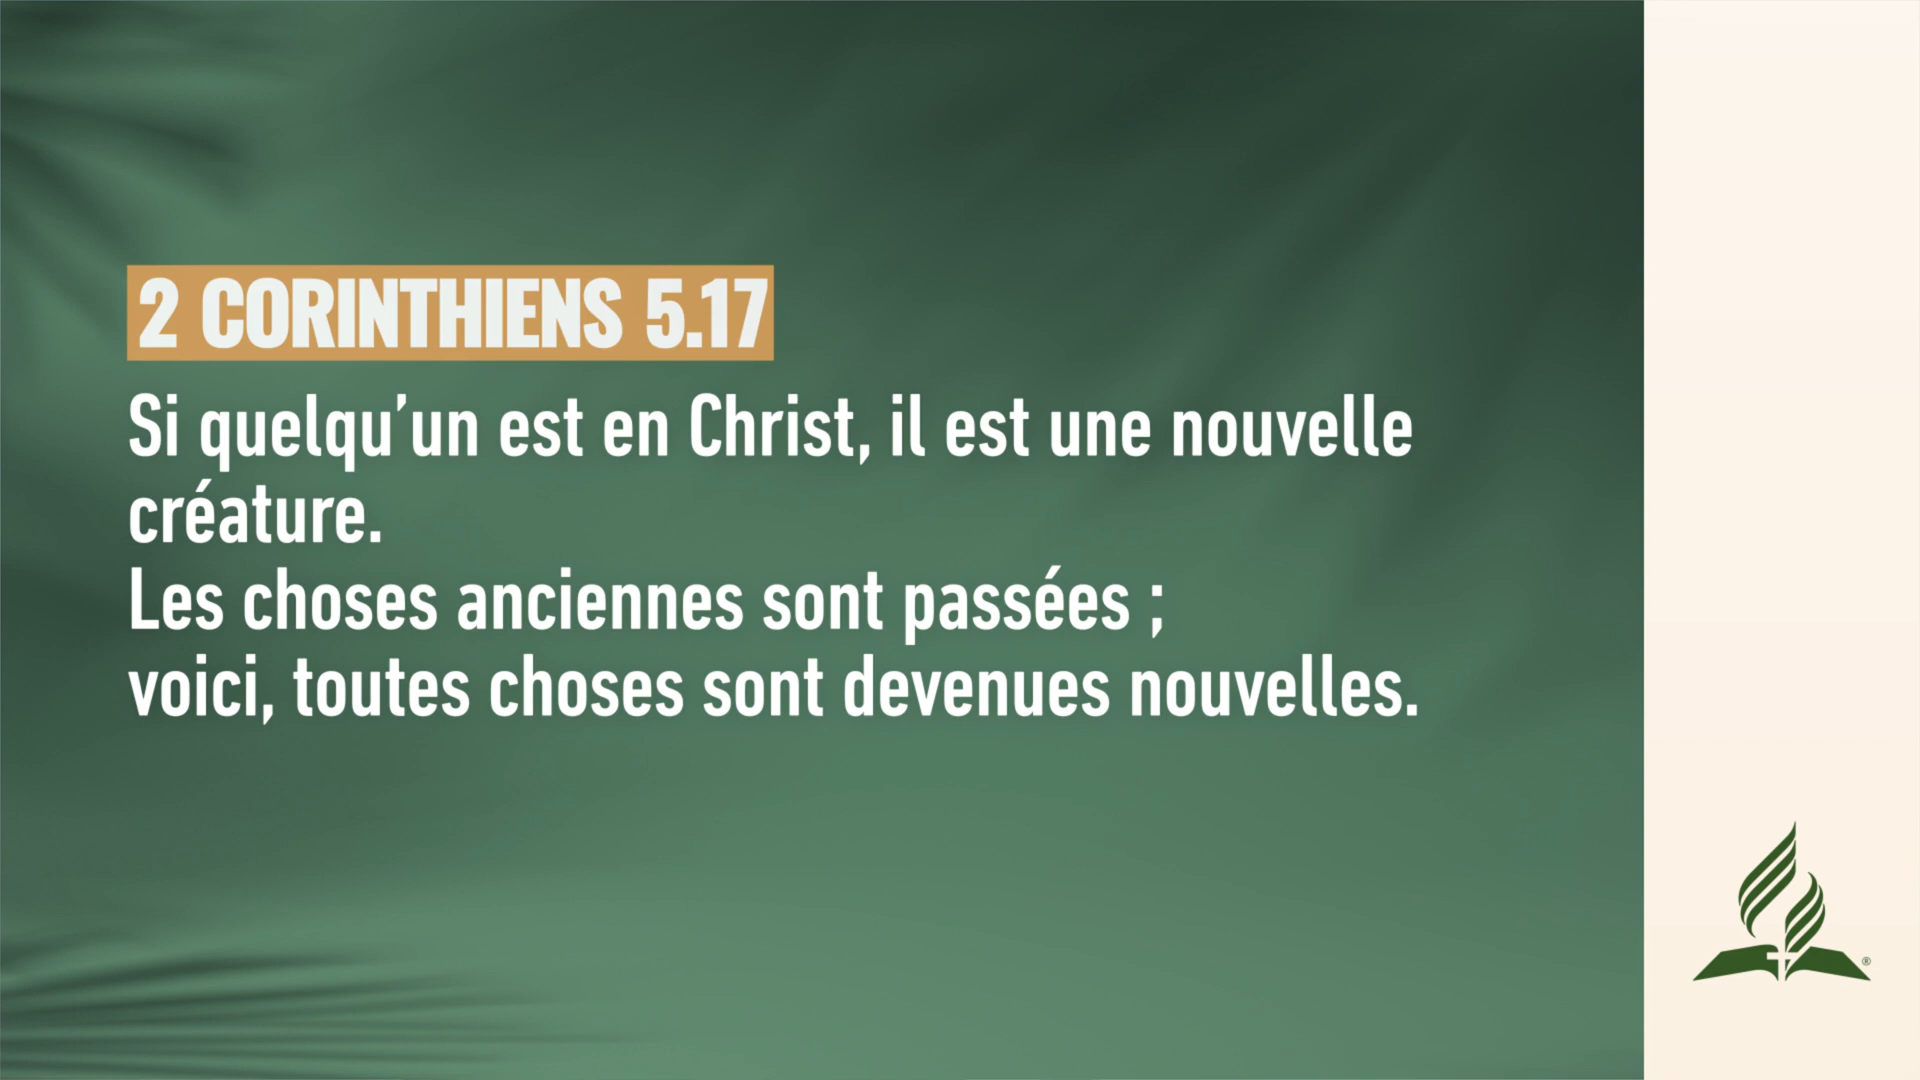 2 CORINTHIENS 5.17
Si quelqu’un est en Christ, il est une nouvelle
créature.
Les choses anciennes sont passées ;
voici, toutes choses sont devenues nouvelles.
®